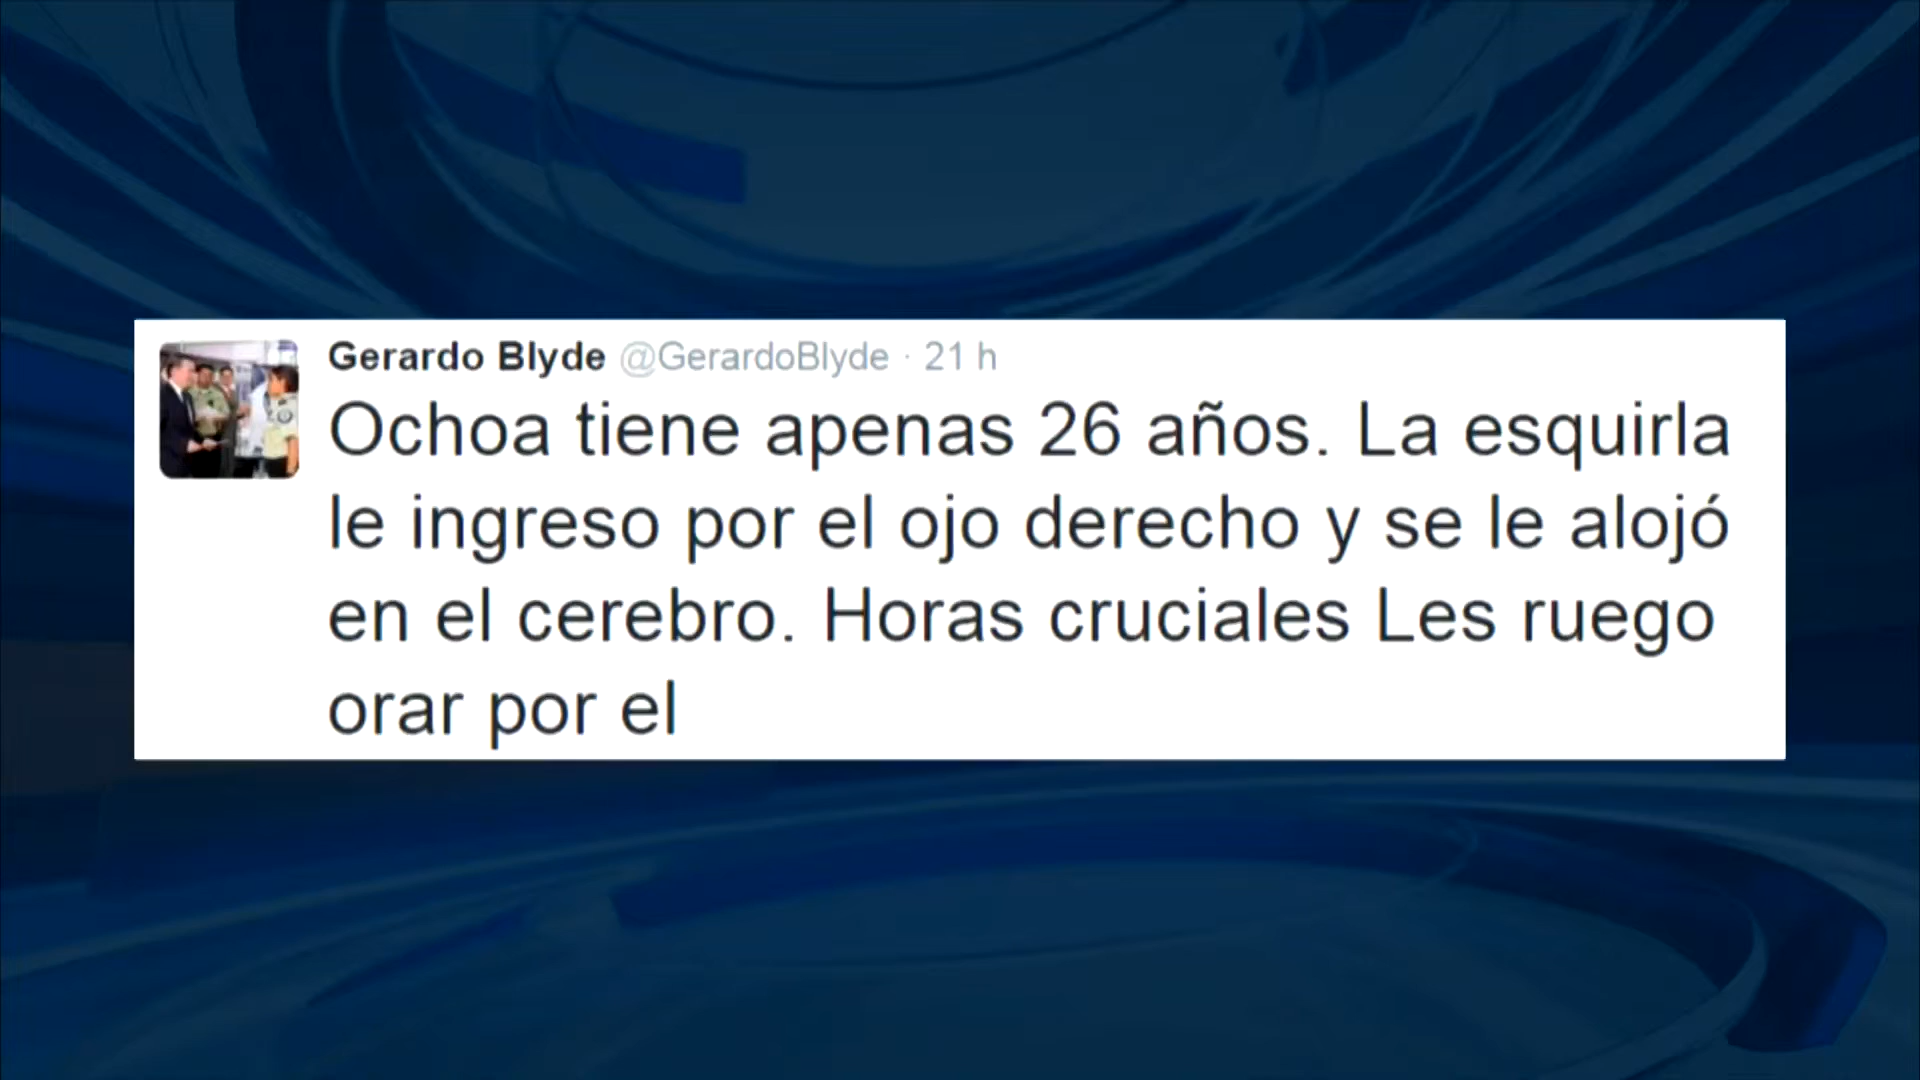 Gerardo Blyde @GerardoBlyde · 21 h
Ochoa tiene apenas 26 años. La esquirla
le ingreso por el ojo derecho y se le alojó
en el cerebro. Horas cruciales Les ruego
orar por el